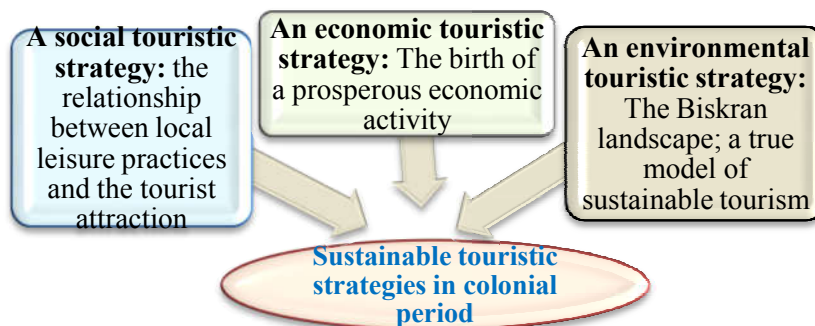 A social touristic
strategy: the
relationship
between local
leisure practices
and the tourist
attraction
An economic touristic
strategy: The birth of
a prosperous economic
activity
An environmental
touristic strategy:
The Biskran
landscape; a true
model of
sustainable tourism
Sustainable touristic
strategies in colonial
period